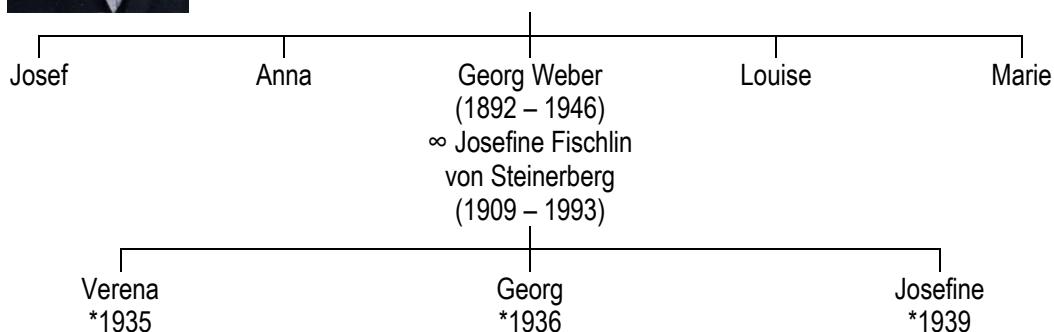 Josef Anna Georg Weber Louise Marie
(1892 – 1946)
∞ Josefine Fischlin
von Steinerberg
(1909 – 1993)
Verena Georg Josefine
*1935 *1936 *1939